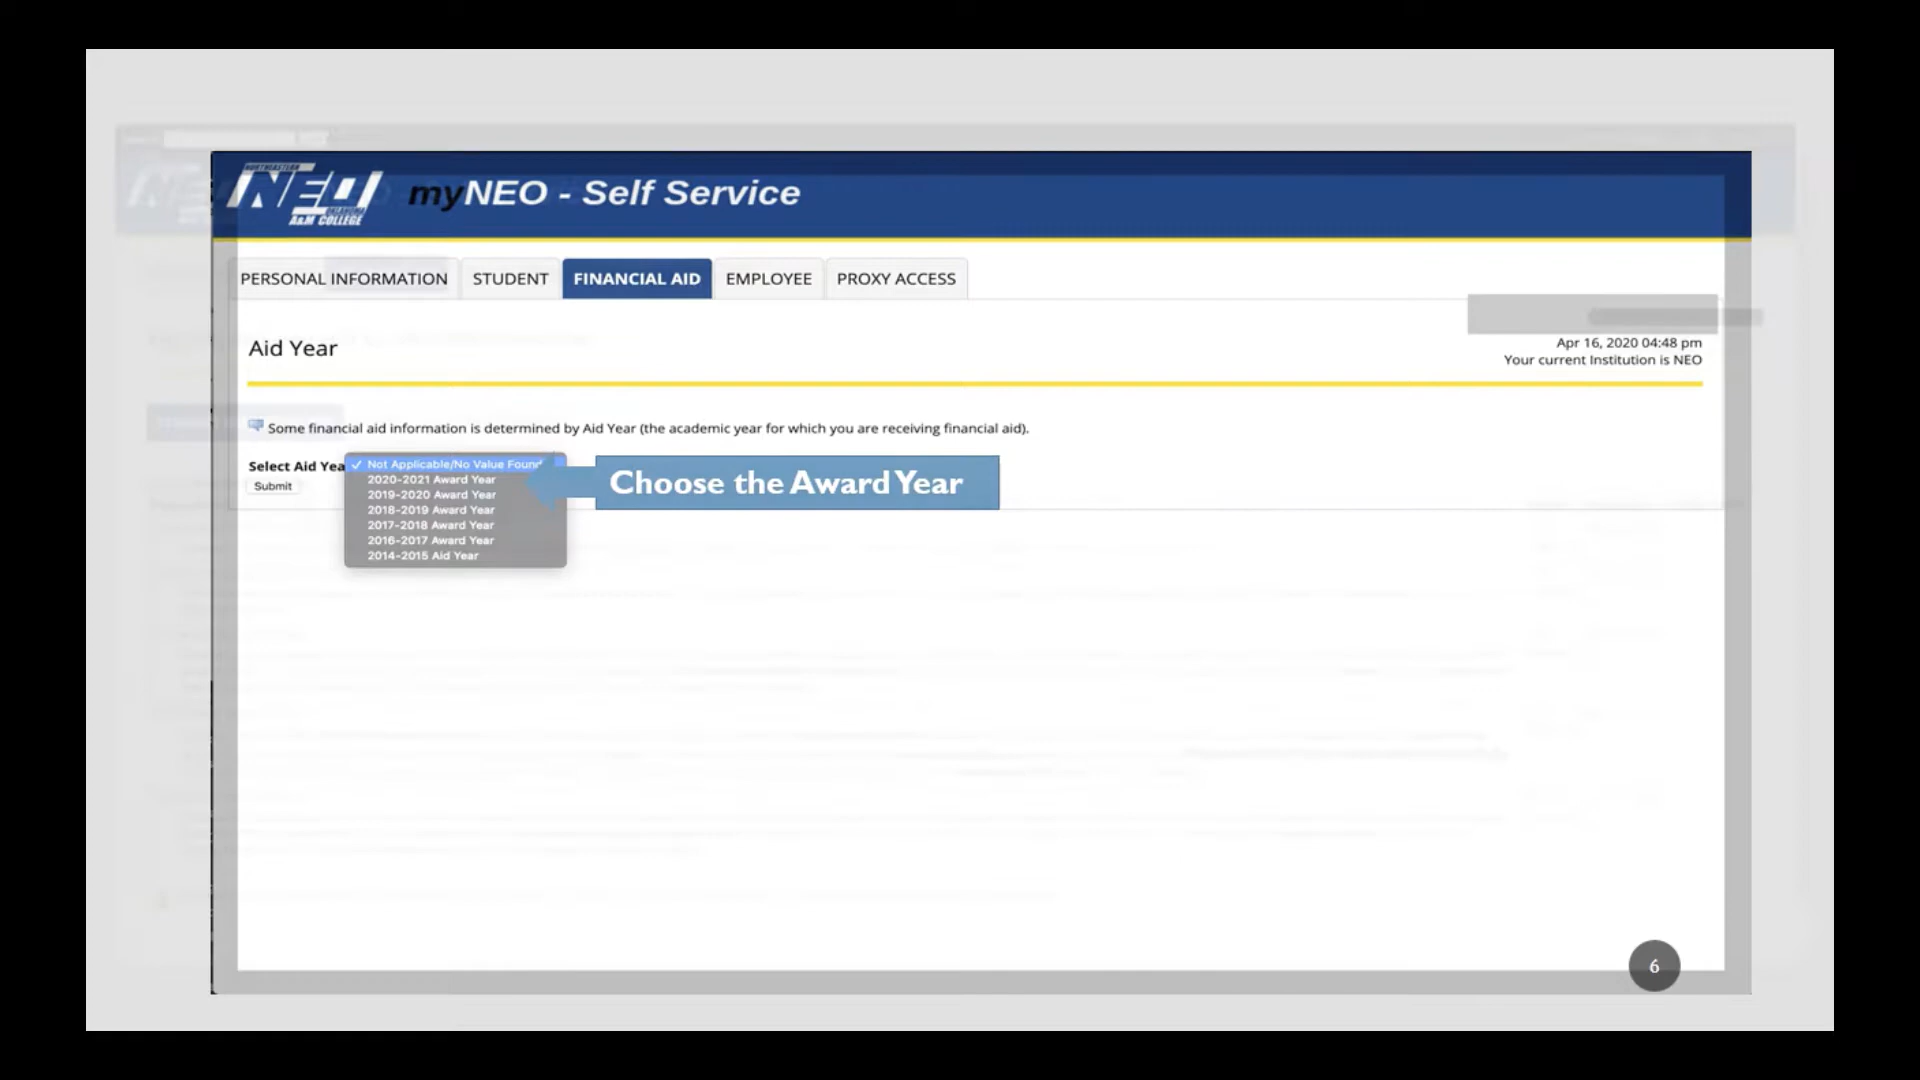 NORTHEASTERN
NEO
OKLAHOMA
A&M COLLEGE
myNEO - Self Service
PERSONAL INFORMATION STUDENT FINANCIAL AID EMPLOYEE PROXY ACCESS
Aid Year
Apr 16, 2020 04:48 pm
Your current Institution is NEO
Some financial aid information is determined by Aid Year (the academic year for which you are receiving financial aid).
Select Aid Yea
Not Applicable/No Value Found
Submit
2020-2021 Award Year
2019-2020 Award Year
2018-2019 Award Year
2017-2018 Award Year
2016-2017 Award Year
2014-2015 Aid Year
Choose the Award Year
6